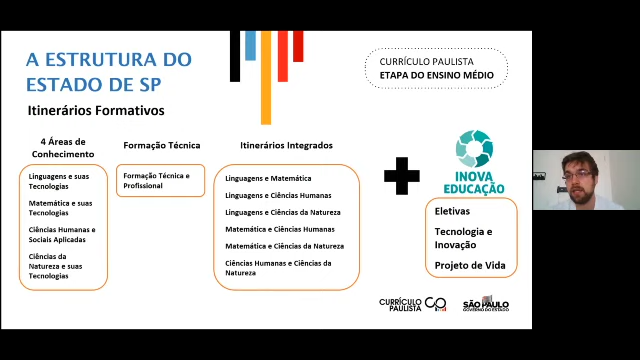 A ESTRUTURA DO
ESTADO DE SP
Itinerários Formativos
CURRÍCULO PAULISTA
ETAPA DO ENSINO MÉDIO
4 Áreas de
Conhecimento
Linguagens e suas
Tecnologias
Matemática e suas
Tecnologias
Ciências Humanas e
Sociais Aplicadas
Ciências da
Natureza e suas
Tecnologias
Formação Técnica
Formação Técnica e
Profissional
Itinerários Integrados
Linguagens e Matemática
Linguagens e Ciências Humanas
Linguagens e Ciências da Natureza
Matemática e Ciências Humanas
Matemática e Ciências da Natureza
Ciências Humanas e Ciências da
Natureza
INOVA
EDUCAÇÃO
Eletivas
Tecnologia e
Inovação
Projeto de Vida
CURRÍCULO
PAULISTA
SÃO PAULO
GOVERNO DO ESTADO